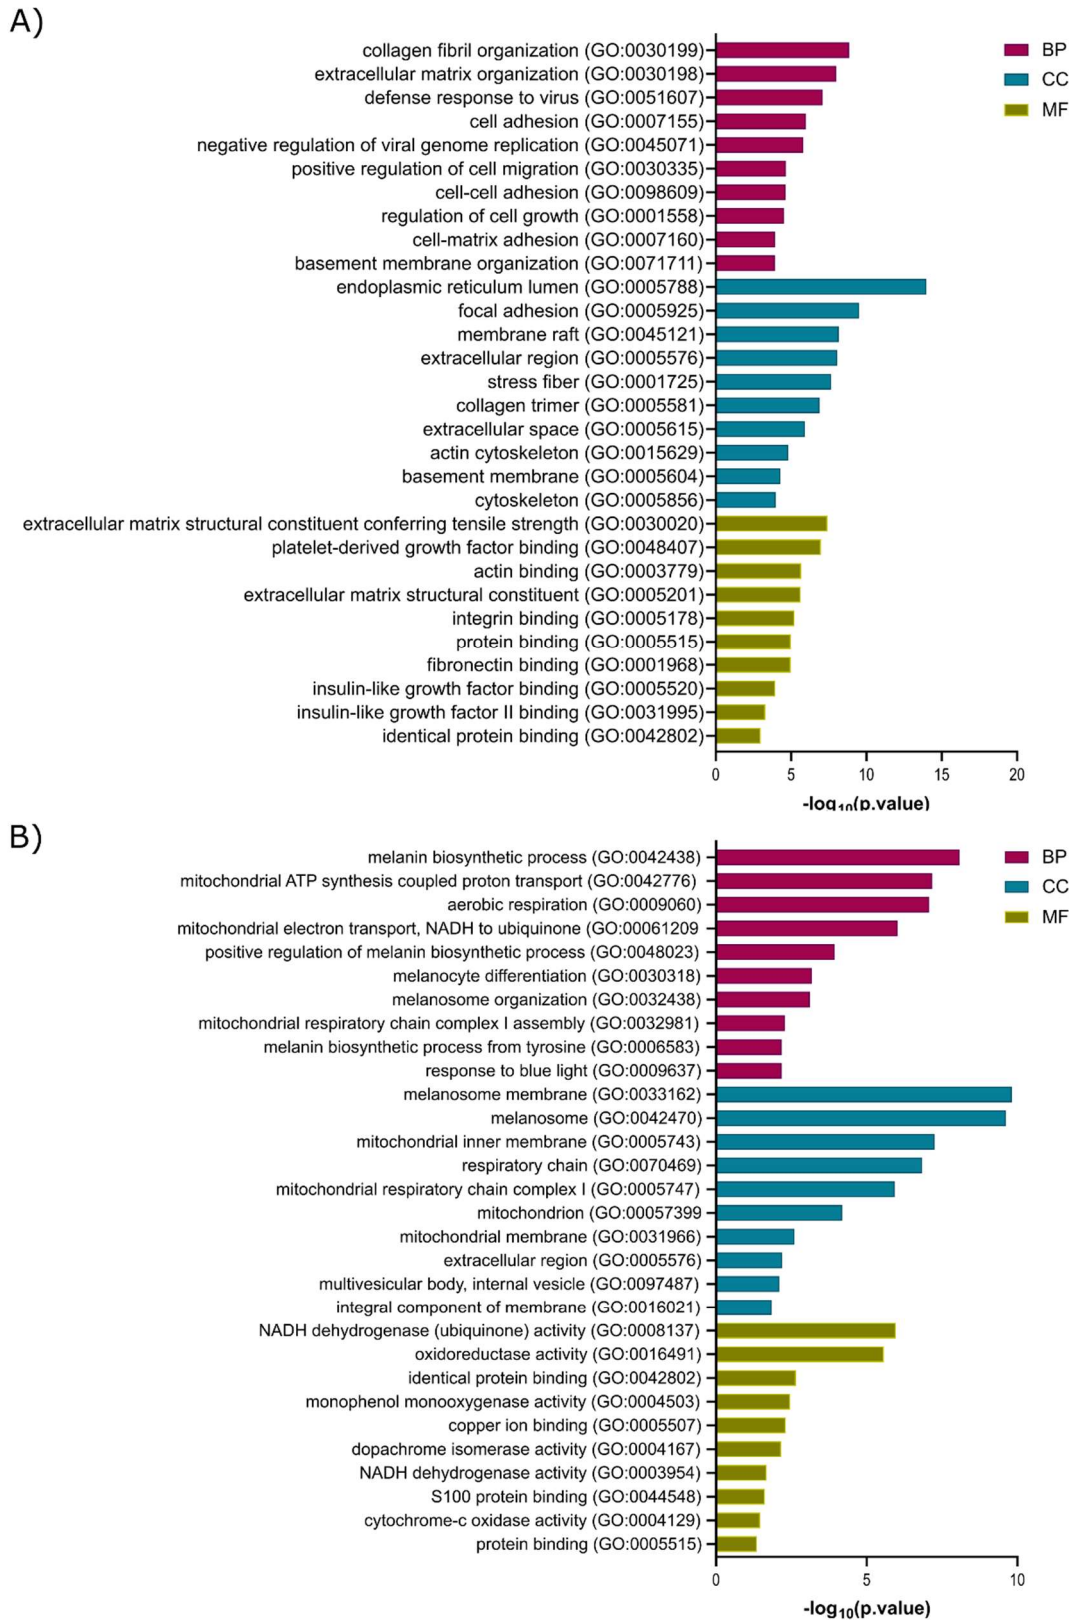 A)
collagen fibril organization (GO:0030199)
extracellular matrix organization (GO:0030198)
defense response to virus (GO:0051607)
cell adhesion (GO:0007155)
negative regulation of viral genome replication (GO:0045071)
positive regulation of cell migration (GO:0030335)
cell-cell adhesion (GO:0098609)
regulation of cell growth (GO:0001558)
cell-matrix adhesion (GO:0007160)
basement membrane organization (GO:0071711)
endoplasmic reticulum lumen (GO:0005788)
focal adhesion (GO:0005925)
membrane raft (GO:0045121)
extracellular region (GO:0005576)
stress fiber (GO:0001725)
collagen trimer (GO:0005581)
extracellular space (GO:0005615)
actin cytoskeleton (GO:0015629)
basement membrane (GO:0005604)
cytoskeleton (GO:0005856)
extracellular matrix structural constituent conferring tensile strength (GO:0030020)
platelet-derived growth factor binding (GO:0048407)
actin binding (GO:0003779)
extracellular matrix structural constituent (GO:0005201)
integrin binding (GO:0005178)
protein binding (GO:0005515)
fibronectin binding (GO:0001968)
insulin-like growth factor binding (GO:0005520)
insulin-like growth factor II binding (GO:0031995)
identical protein binding (GO:0042802)
0 5 10 15 20
-log10(p.value)
BP
CC
MF
B)
melanin biosynthetic process (GO:0042438)
mitochondrial ATP synthesis coupled proton transport (GO:0042776)
aerobic respiration (GO:0009060)
mitochondrial electron transport, NADH to ubiquinone (GO:00061209
positive regulation of melanin biosynthetic process (GO:0048023)
melanocyte differentiation (GO:0030318)
melanosome organization (GO:0032438)
mitochondrial respiratory chain complex I assembly (GO:0032981)
melanin biosynthetic process from tyrosine (GO:0006583)
response to blue light (GO:0009637)
melanosome membrane (GO:0033162)
melanosome (GO:0042470)
mitochondrial inner membrane (GO:0005743)
respiratory chain (GO:0070469)
mitochondrial respiratory chain complex I (GO:0005747)
mitochondrion (GO:00057399
mitochondrial membrane (GO:0031966)
extracellular region (GO:0005576)
multivesicular body, internal vesicle (GO:0097487)
integral component of membrane (GO:0016021)
NADH dehydrogenase (ubiquinone) activity (GO:0008137)
oxidoreductase activity (GO:0016491)
identical protein binding (GO:0042802)
monophenol monooxygenase activity (GO:0004503)
copper ion binding (GO:0005507)
dopachrome isomerase activity (GO:0004167)
NADH dehydrogenase activity (GO:0003954)
S100 protein binding (GO:0044548)
cytochrome-c oxidase activity (GO:0004129)
protein binding (GO:0005515)
0 5 10
-log10(p.value)
BP
CC
MF